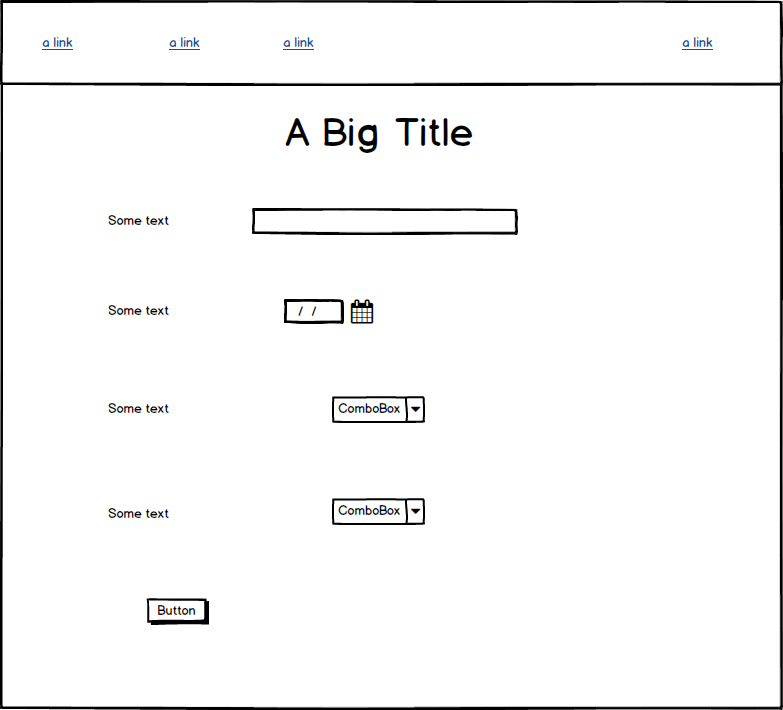 a link a link a link a link
A Big Title
Some text
Some text / /
Some text ComboBox
Some text ComboBox
Button